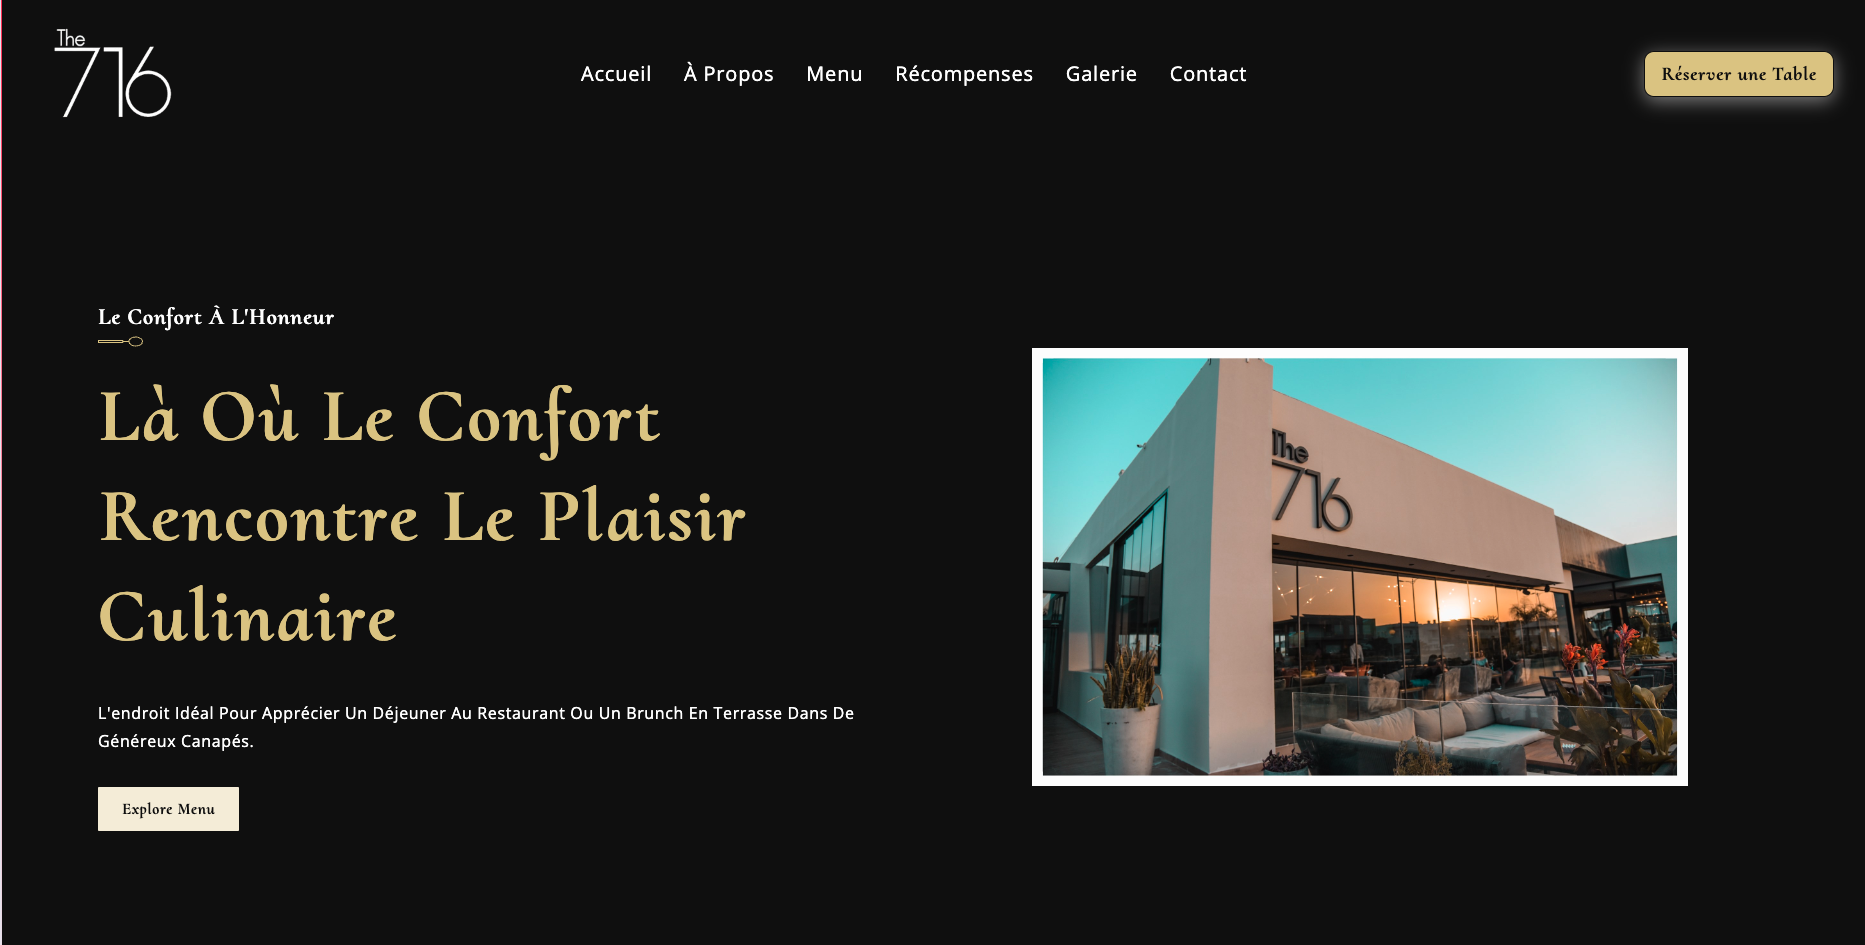 The
716
Accueil À Propos Menu Récompenses Galerie Contact
Réserver une Table
Le Confort À L'Honneur
Là Où Le Confort
Rencontre Le Plaisir
Culinaire
L'endroit Idéal Pour Apprécier Un Déjeuner Au Restaurant Ou Un Brunch En Terrasse Dans De
Généreux Canapés.
Explore Menu
The
716